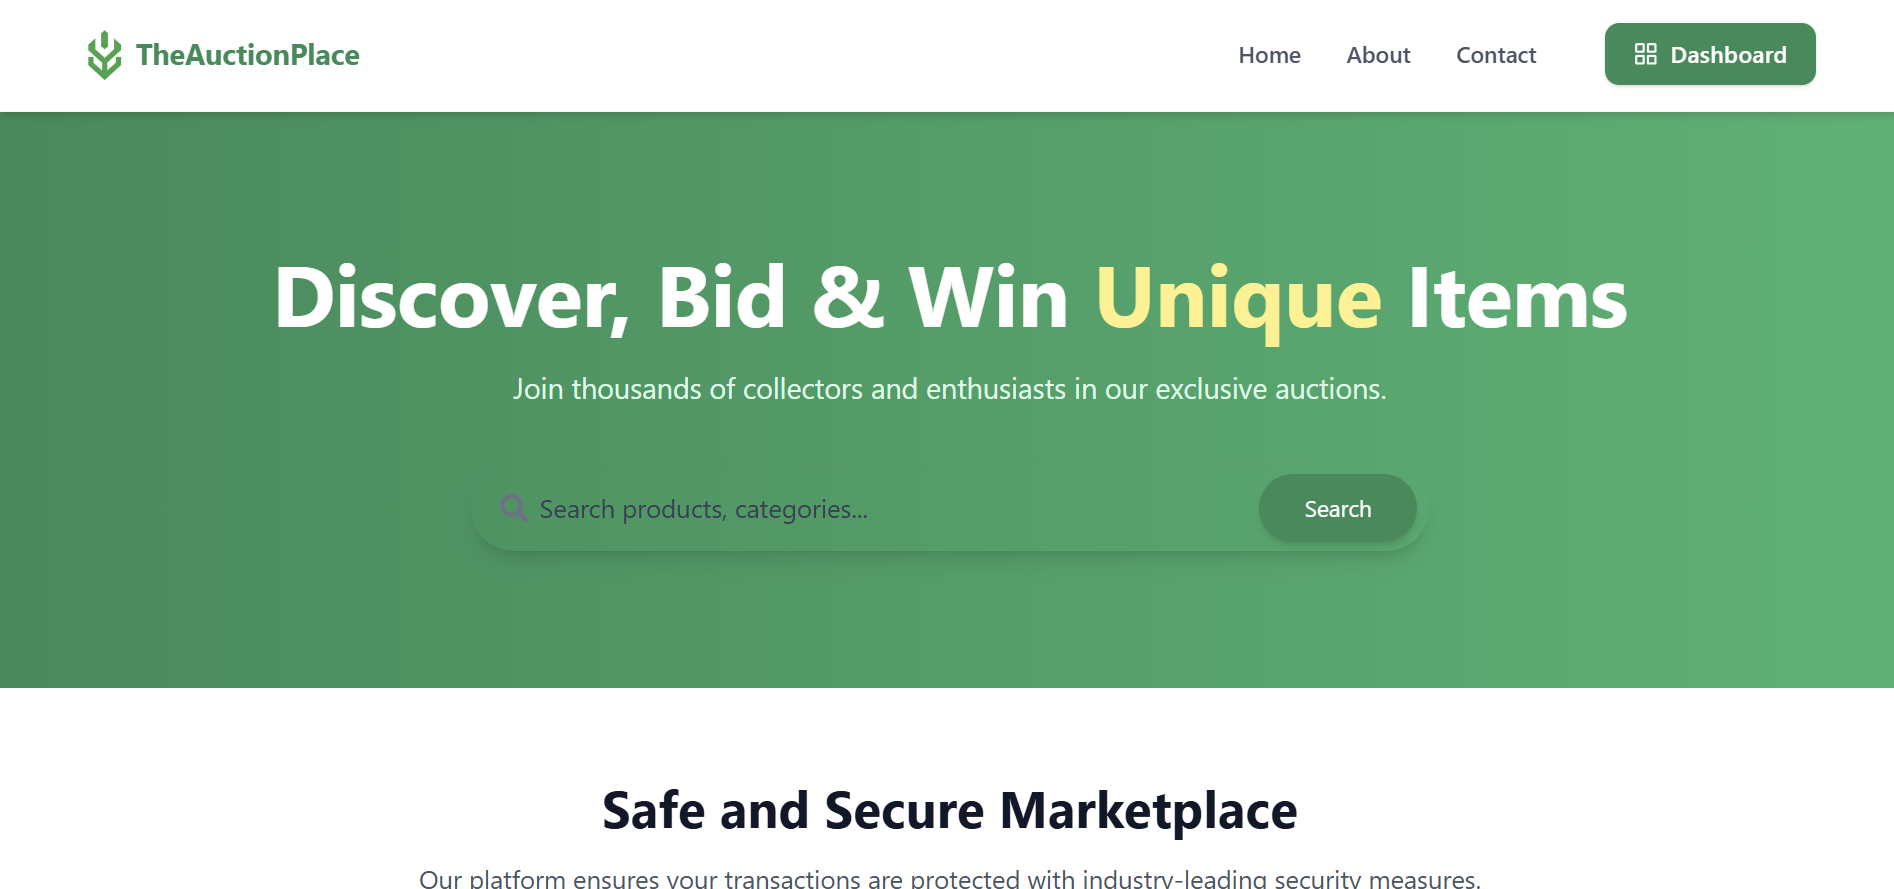 TheAuctionPlace
Home About Contact Dashboard
Discover, Bid & Win Unique Items
Join thousands of collectors and enthusiasts in our exclusive auctions.
Search products, categories... Search
Safe and Secure Marketplace
Our platform ensures your transactions are protected with industry-leading security measures.